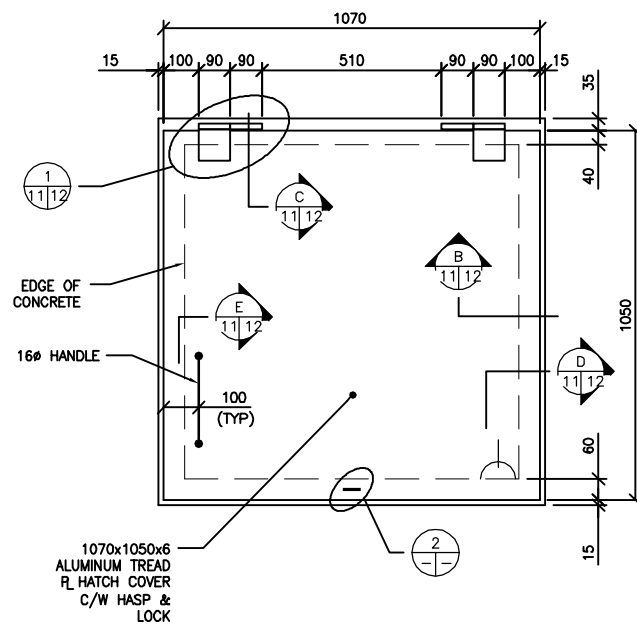 1070
15 100 90 90 510 90 90 100 15
35
1
11 12
C
11 12
40
B
11 12
EDGE OF
CONCRETE
E
11 12
1050
16ø HANDLE
D
11 12
100
(TYP)
60
1070x1050x6
ALUMINUM TREAD
PL HATCH COVER
C/W HASP &
LOCK
2
- -
15